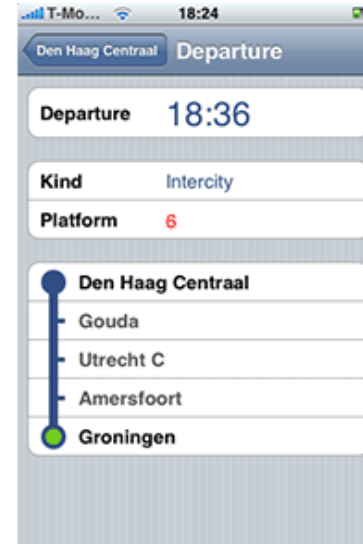 T-Mo... 18:24
Den Haag Centraal Departure
Departure 18:36
Kind Intercity
Platform 6
Den Haag Centraal
Gouda
Utrecht C
Amersfoort
Groningen